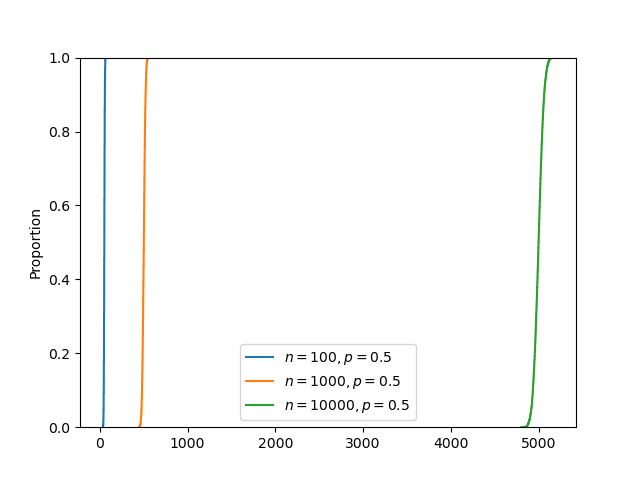 1.0
0.8
0.6
0.4
0.2
0.0
Proportion
n = 100, p = 0.5
n = 1000, p = 0.5
n = 10000, p = 0.5
0 1000 2000 3000 4000 5000